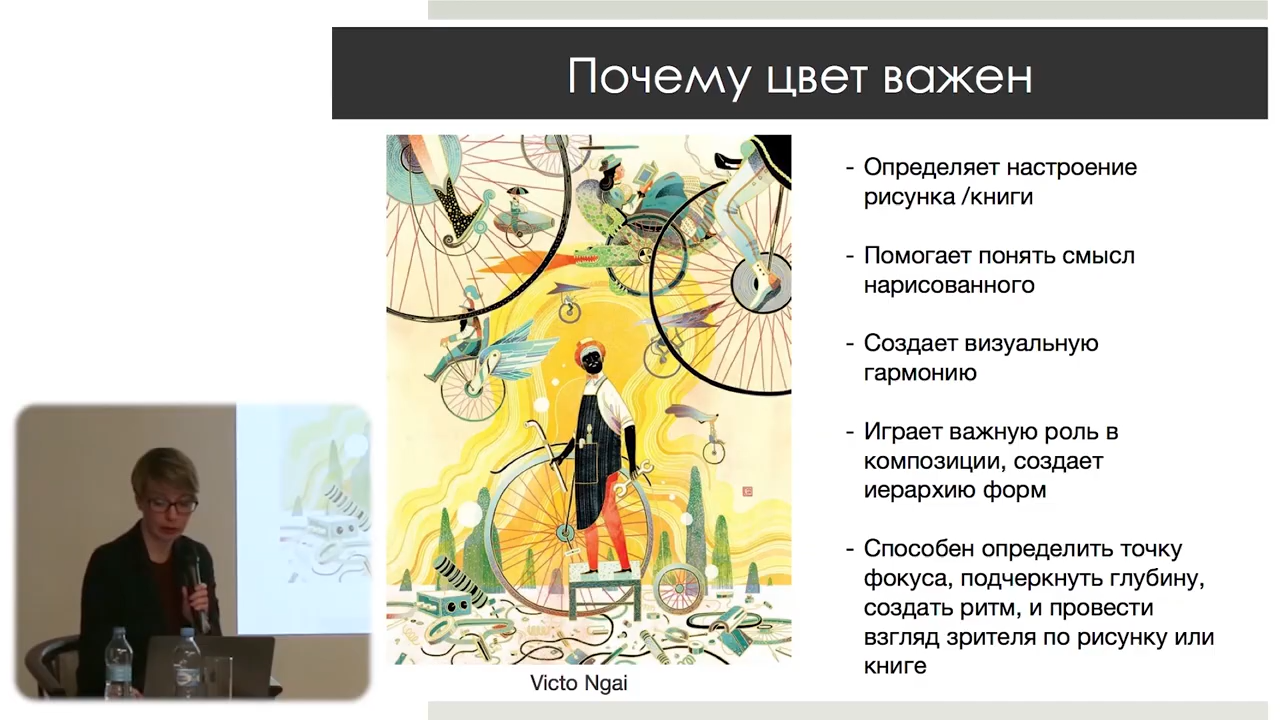 Почему цвет важен
- Определяет настроение
рисунка /книги
- Помогает понять смысл
нарисованного
- Создает визуальную
гармонию
- Играет важную роль в
композиции, создает
иерархию форм
- Способен определить точку
фокуса, подчеркнуть глубину,
создать ритм, и провести
взгляд зрителя по рисунку или
книге
Victo Ngai